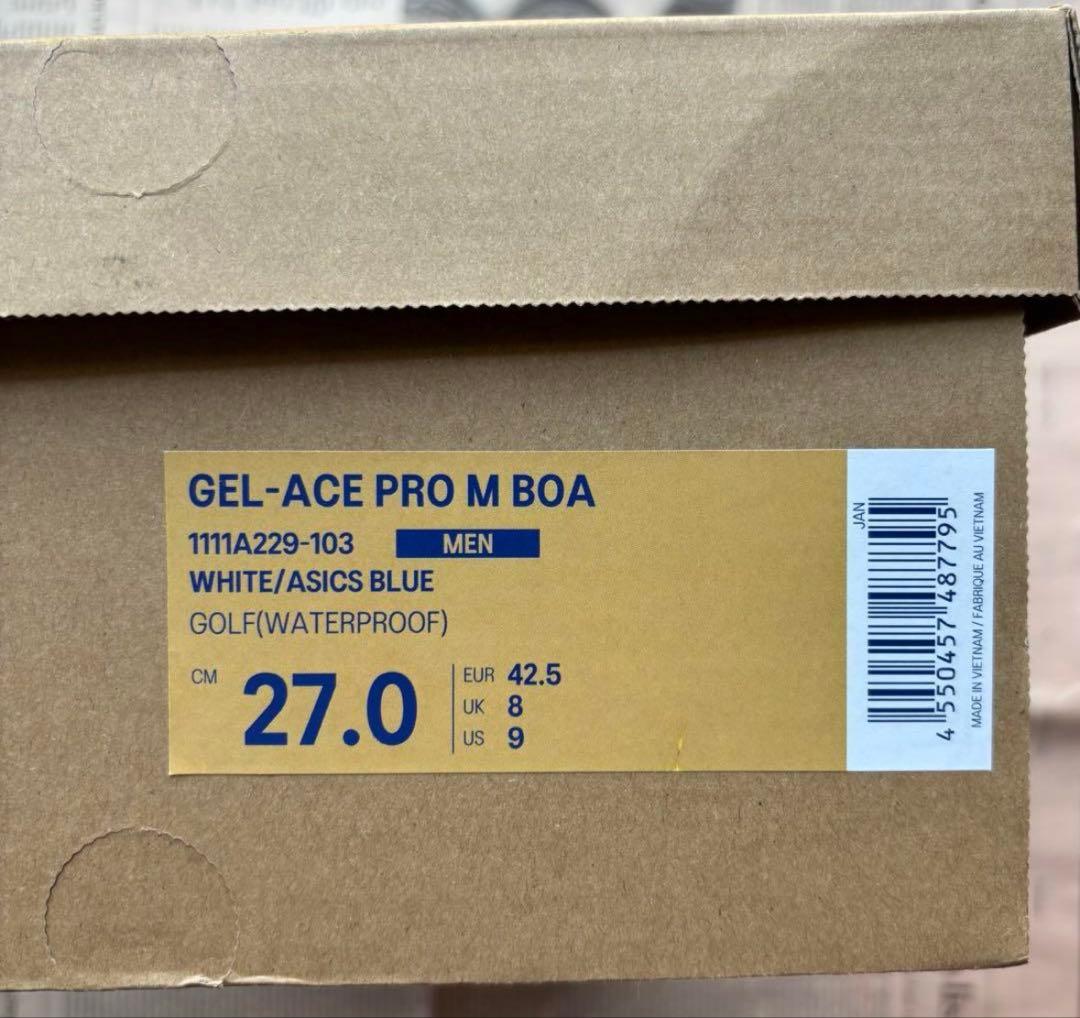 GEL-ACE PRO M BOA
1111A229-103 MEN
WHITE/ASICS BLUE
GOLF(WATERPROOF)
CM 27.0
EUR 42.5
UK 8
US 9
JAN
4 550457 487795
MADE IN VIETNAM / FABRIQUE AU VIETNAM